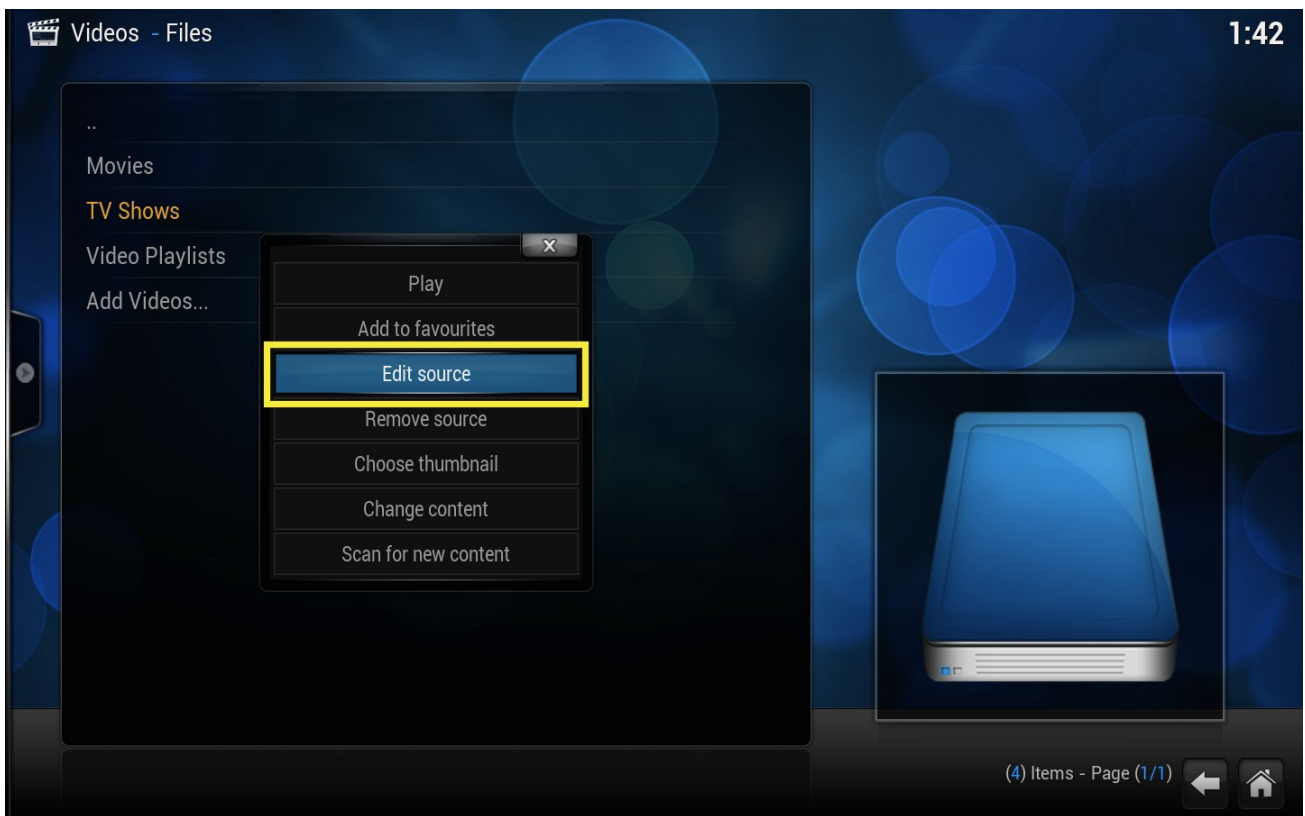 Videos - Files
1:42
..
Movies
TV Shows
Video Playlists
Add Videos...
X
Play
Add to favourites
Edit source
Remove source
Choose thumbnail
Change content
Scan for new content
(4) Items - Page (1/1)